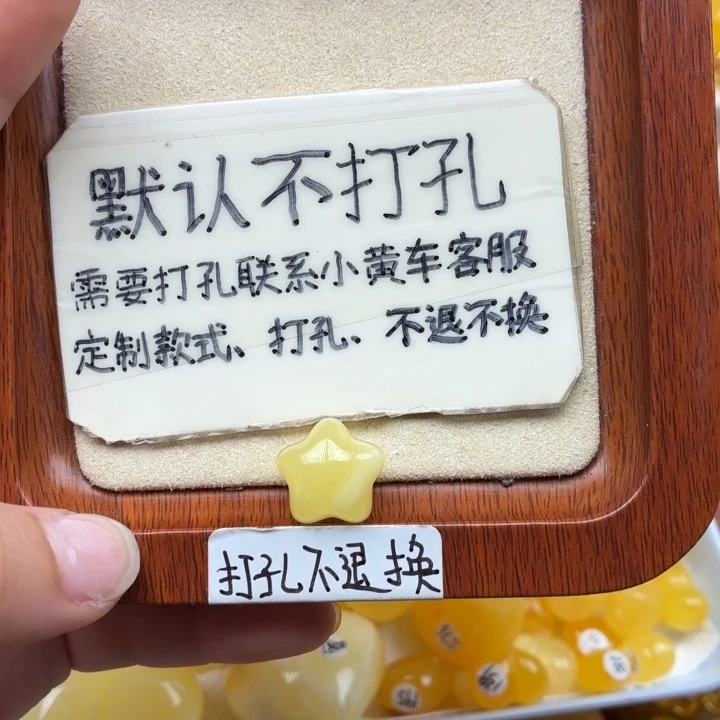 默认不打孔
需要打孔联系小黄车客服
定制款式、打孔、不退不换
打孔不退换